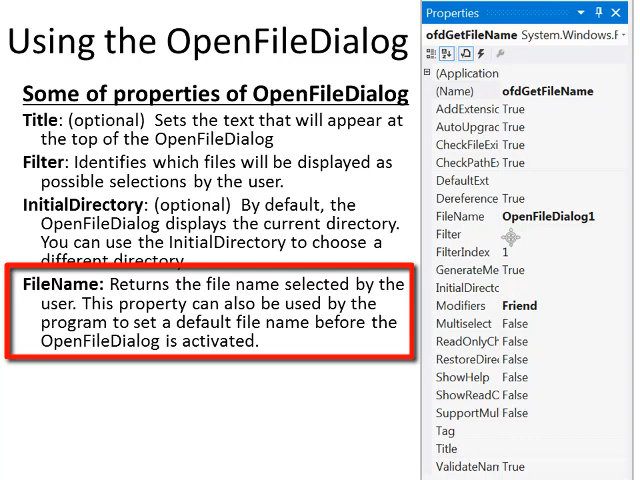 Using the OpenFileDialog
Some of properties of OpenFileDialog
Title: (optional) Sets the text that will appear at
the top of the OpenFileDialog
Filter: Identifies which files will be displayed as
possible selections by the user.
InitialDirectory: (optional) By default, the
OpenFileDialog displays the current directory.
You can use the InitialDirectory to choose a
different directory.
FileName: Returns the file name selected by the
user. This property can also be used by the
program to set a default file name before the
OpenFileDialog is activated.
Properties
ofdGetFileName System.Windows.F
(Application
(Name) ofdGetFileName
AddExtensic True
AutoUpgrac True
CheckFileExi True
CheckPathEx True
DefaultExt
Dereference True
FileName OpenFileDialog1
Filter
FilterIndex 1
GenerateMe True
InitialDirectc
Modifiers Friend
Multiselect False
ReadOnlyCh False
RestoreDirec False
ShowHelp False
ShowReadC False
SupportMul False
Tag
Title
ValidateNam True